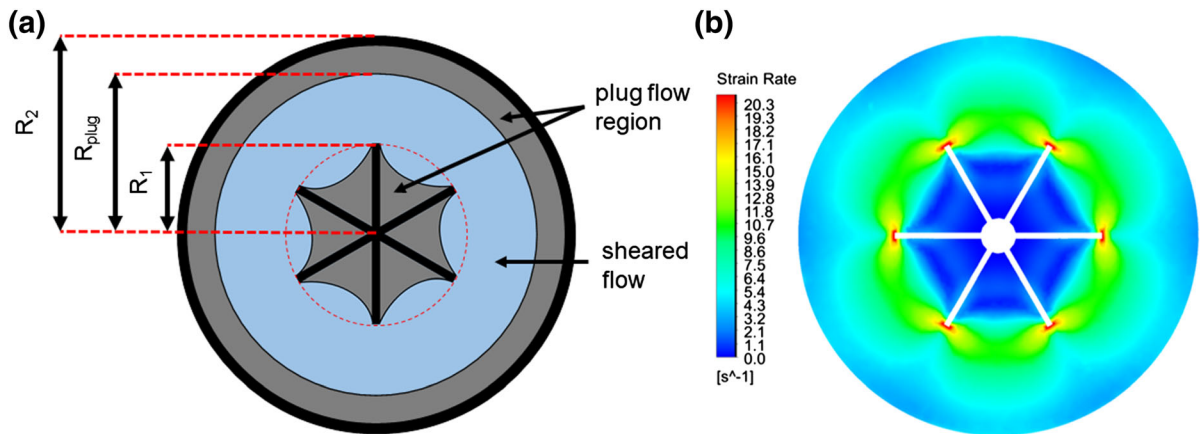 (a)
R2
Rplug
R1
plug flow
region
sheared
flow
(b)
Strain Rate
20.3
19.2
18.2
17.1
16.1
15.0
13.9
12.8
11.8
10.7
9.6
8.6
7.5
6.4
5.4
4.3
3.2
2.1
1.1
0.0
[s^-1]